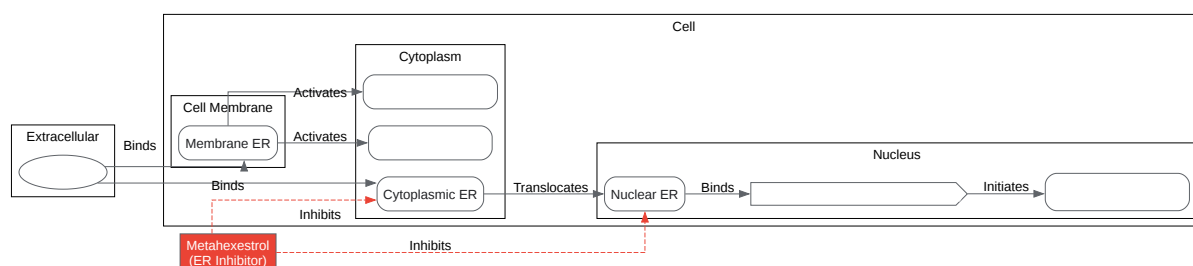 Cell
Cytoplasm
Activates
Cell Membrane
Extracellular
Binds
Membrane ER
Activates
Nucleus
Binds
Cytoplasmic ER
Translocates
Nuclear ER
Binds
Initiates
Inhibits
Metahexestrol
(ER Inhibitor)
Inhibits